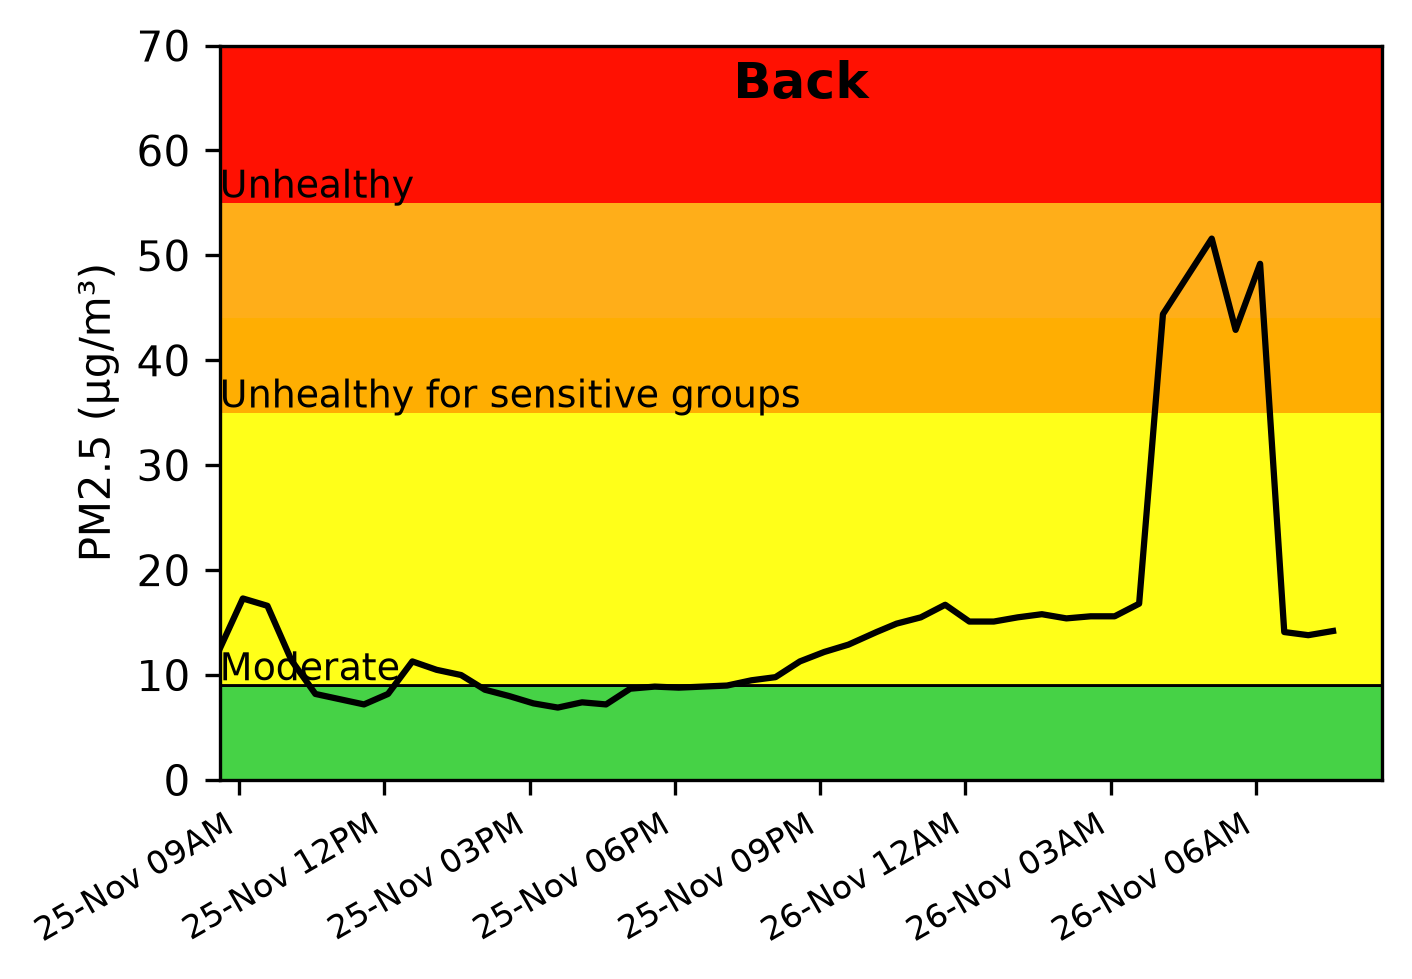 Back
70
60
50
40
30
20
10
0
PM2.5 (µg/m³)
Unhealthy
Unhealthy for sensitive groups
Moderate
25-Nov 09AM
25-Nov 12PM
25-Nov 03PM
25-Nov 06PM
25-Nov 09PM
26-Nov 12AM
26-Nov 03AM
26-Nov 06AM